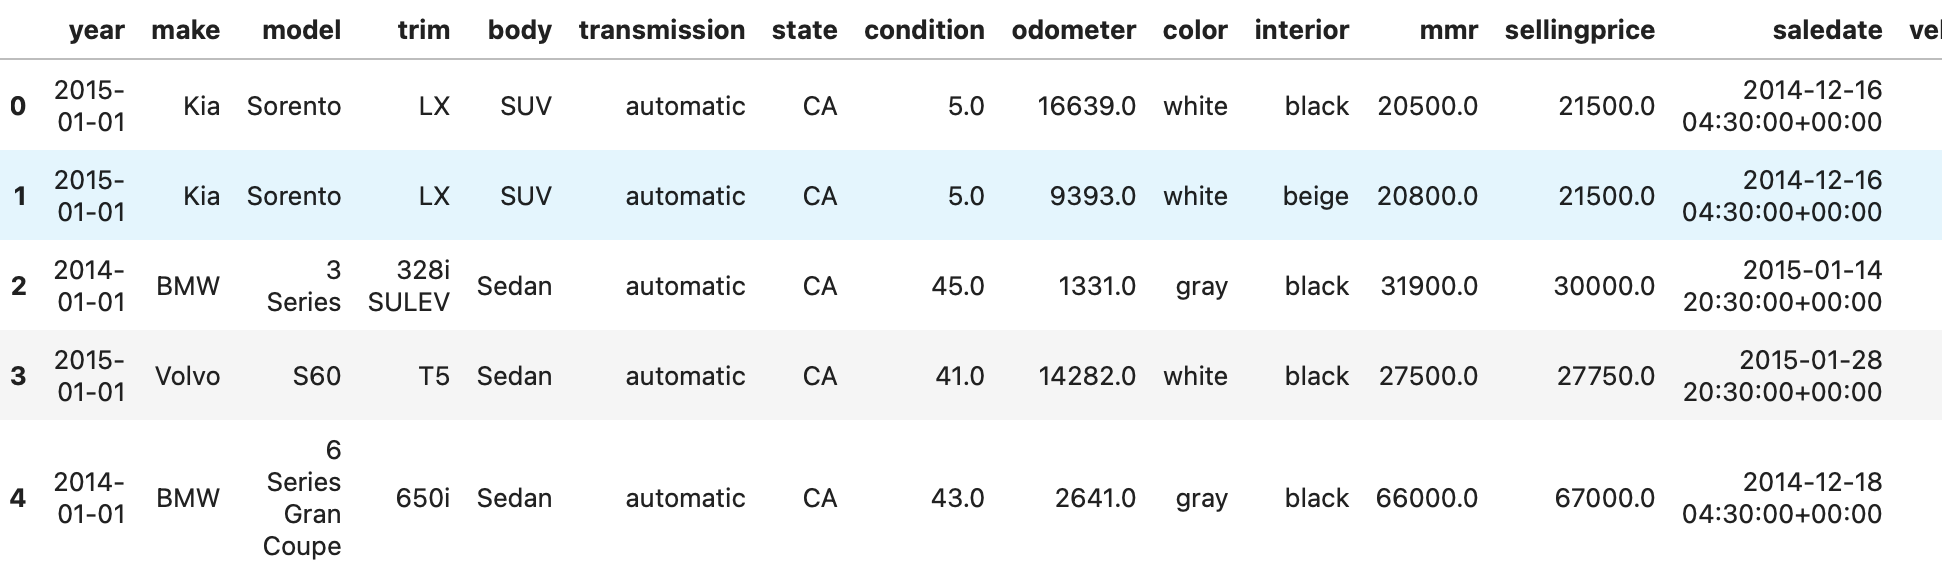 year make model trim body transmission state condition odometer color interior mmr sellingprice saledate vel
0 2015-01-01 Kia Sorento LX SUV automatic CA 5.0 16639.0 white black 20500.0 21500.0 2014-12-16 04:30:00+00:00
1 2015-01-01 Kia Sorento LX SUV automatic CA 5.0 9393.0 white beige 20800.0 21500.0 2014-12-16 04:30:00+00:00
2 2014-01-01 BMW 3 Series 328i SULEV Sedan automatic CA 45.0 1331.0 gray black 31900.0 30000.0 2015-01-14 20:30:00+00:00
3 2015-01-01 Volvo S60 T5 Sedan automatic CA 41.0 14282.0 white black 27500.0 27750.0 2015-01-28 20:30:00+00:00
4 2014-01-01 BMW 6 Series Gran Coupe 650i Sedan automatic CA 43.0 2641.0 gray black 66000.0 67000.0 2014-12-18 04:30:00+00:00